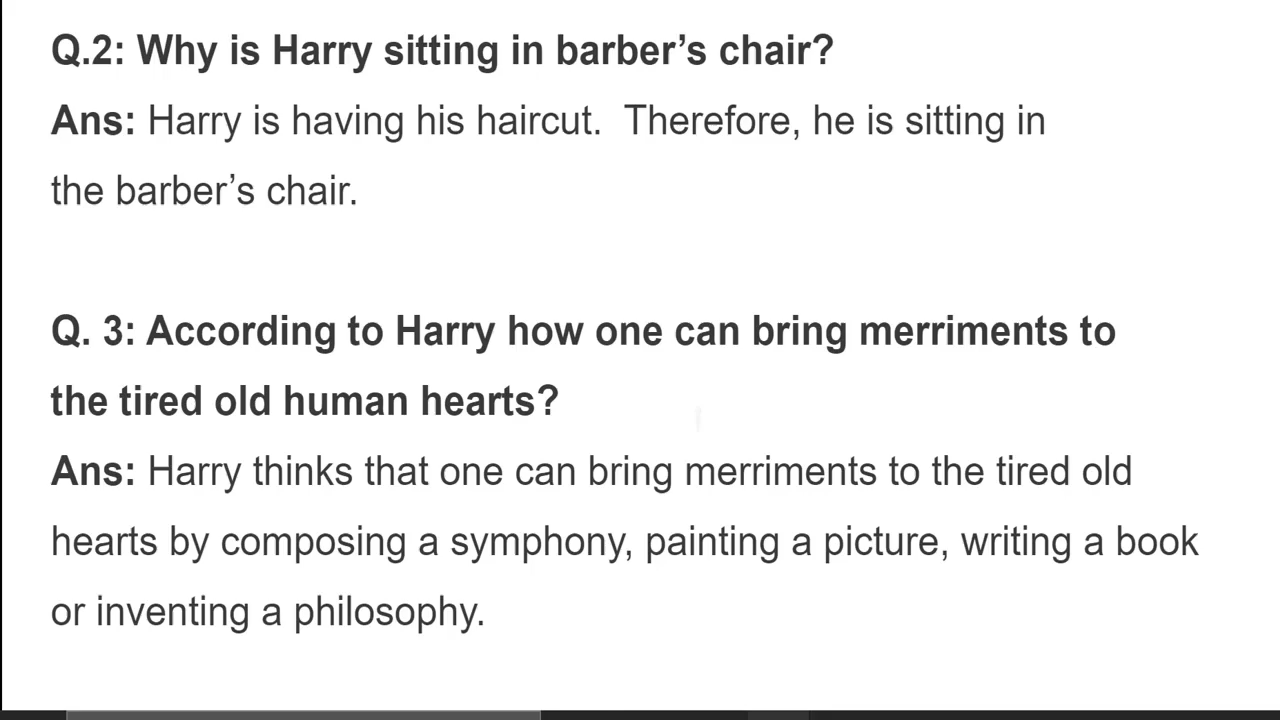 Q.2: Why is Harry sitting in barber’s chair?
Ans: Harry is having his haircut.  Therefore, he is sitting in
the barber’s chair.
Q. 3: According to Harry how one can bring merriments to
the tired old human hearts?
Ans: Harry thinks that one can bring merriments to the tired old
hearts by composing a symphony, painting a picture, writing a book
or inventing a philosophy.